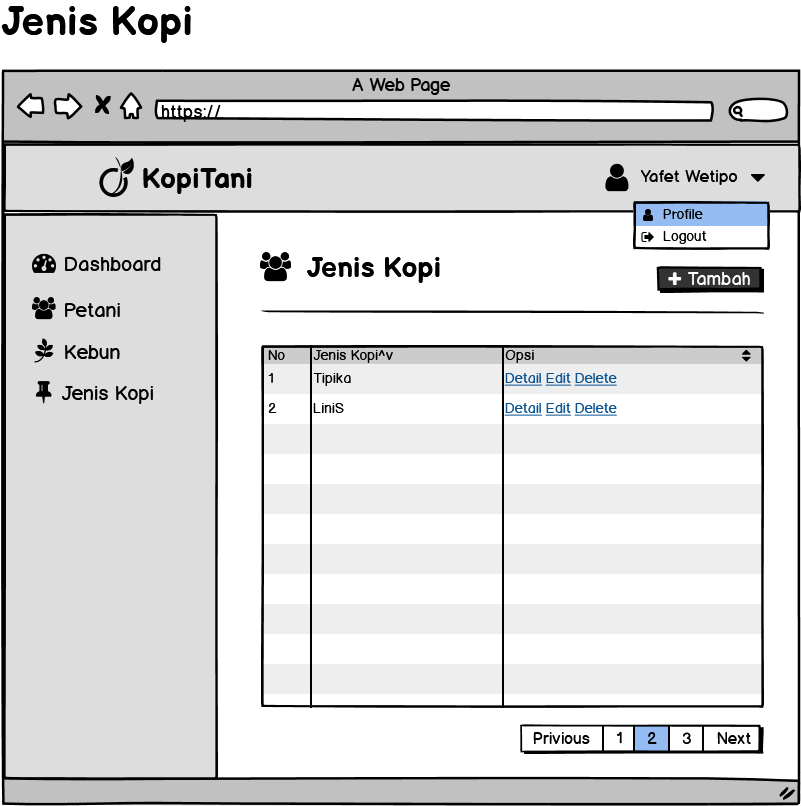 Jenis Kopi
A Web Page
https://
KopiTani
Yafet Wetipo
Profile
Logout
Dashboard
Petani
Kebun
Jenis Kopi
Jenis Kopi
Tambah
No Jenis Kopi^v Opsi
1 Tipika Detail Edit Delete
2 LiniS Detail Edit Delete
Privious 1 2 3 Next